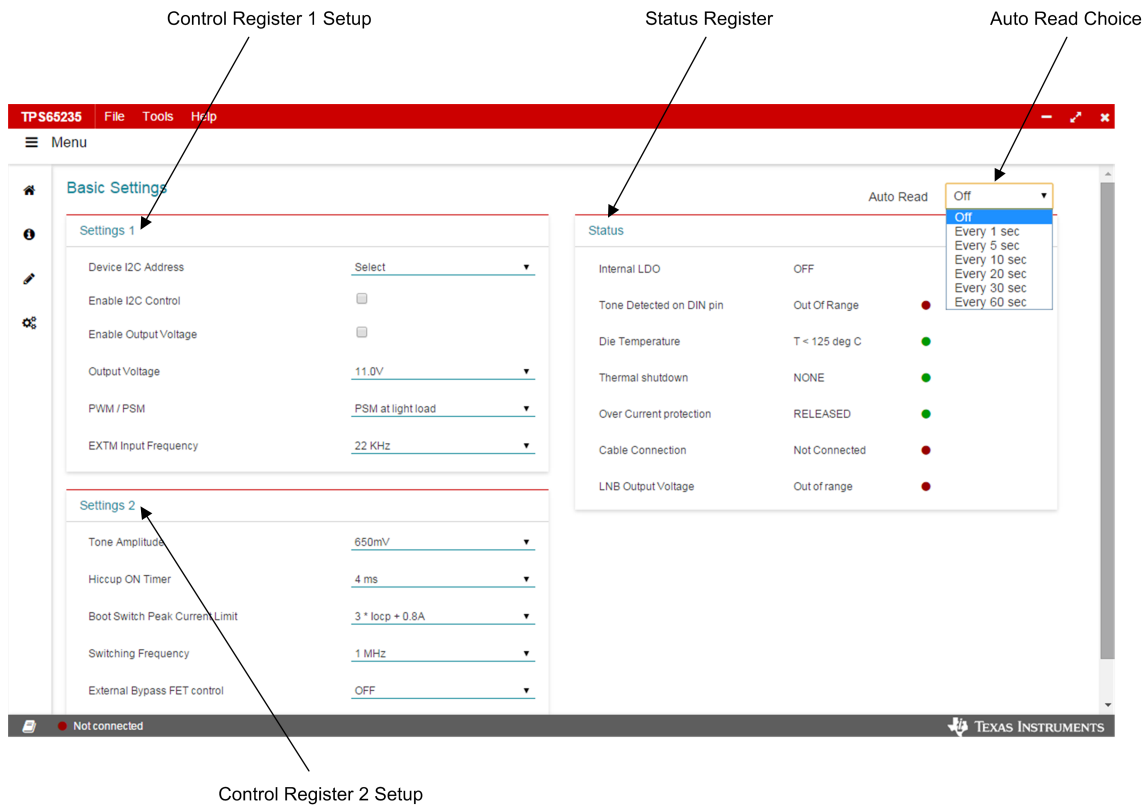 Control Register 1 Setup
Status Register
Auto Read Choice
TPS65235 File Tools Help
Menu
Basic Settings
Auto Read Off
Off
Every 1 sec
Every 5 sec
Every 10 sec
Every 20 sec
Every 30 sec
Every 60 sec
Settings 1
Device I2C Address Select
Enable I2C Control
Enable Output Voltage
Output Voltage 11.0V
PWM / PSM PSM at light load
EXTM Input Frequency 22 KHz
Status
Internal LDO OFF
Tone Detected on DIN pin Out Of Range
Die Temperature T < 125 deg C
Thermal shutdown NONE
Over Current protection RELEASED
Cable Connection Not Connected
LNB Output Voltage Out of range
Settings 2
Tone Amplitude 650mV
Hiccup ON Timer 4 ms
Boot Switch Peak Current Limit 3 * Iocp + 0.8A
Switching Frequency 1 MHz
External Bypass FET control OFF
Not connected
TEXAS INSTRUMENTS
Control Register 2 Setup